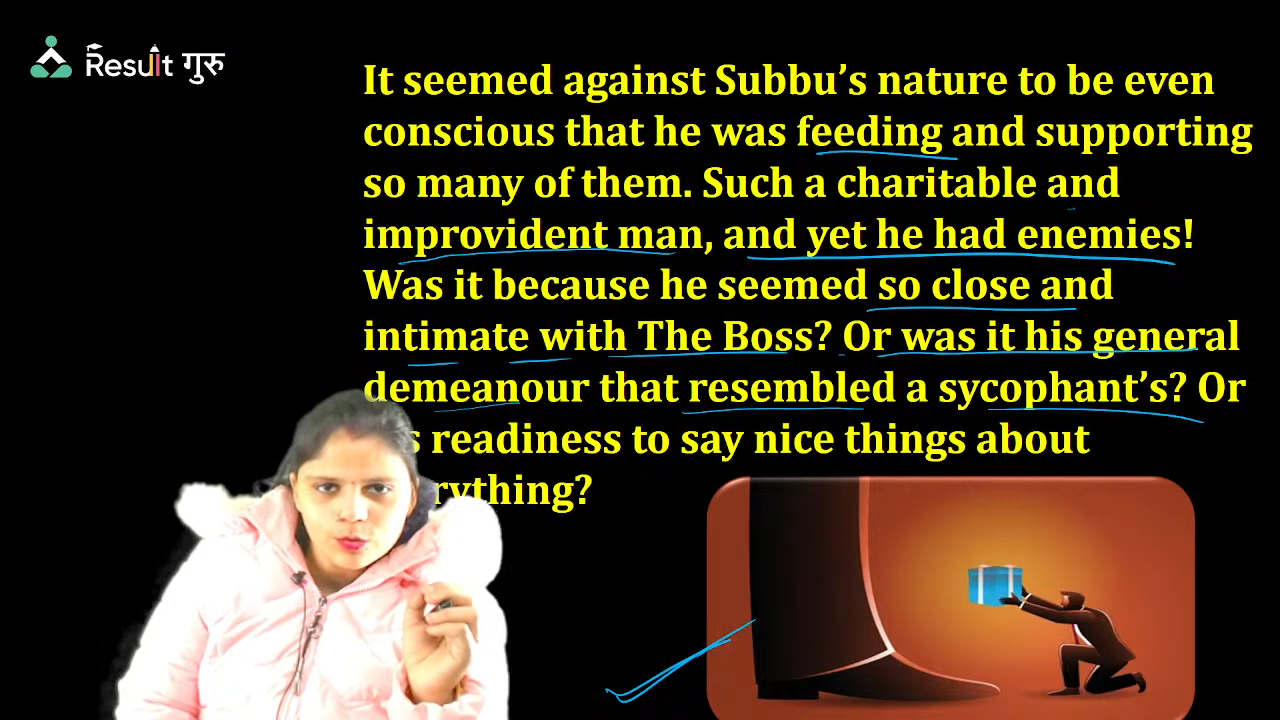 Result गुरु
It seemed against Subbu’s nature to be even
conscious that he was feeding and supporting
so many of them. Such a charitable and
improvident man, and yet he had enemies!
Was it because he seemed so close and
intimate with The Boss? Or was it his general
demeanour that resembled a sycophant’s? Or
readiness to say nice things about